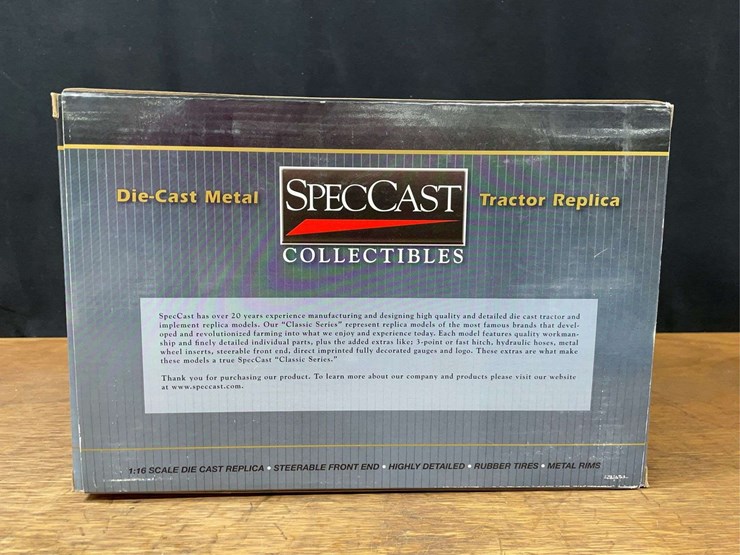 Die-Cast Metal SPECCAST Tractor Replica
COLLECTIBLES
SpecCast has over 20 years experience manufacturing and designing high quality and detailed die cast tractor and
implement replica models. Our "Classic Series" represent replica models of the most famous brands that devel-
oped and revolutionized farming into what we enjoy and experience today. Each model features quality workman-
ship and finely detailed individual parts, plus the added extras like; 3-point or fast hitch, hydraulic hoses, metal
wheel inserts, steerable front end, direct imprinted fully decorated gauges and logo. These extras are what make
these models a true SpecCast "Classic Series."
Thank you for purchasing our product. To learn more about our company and products please visit our website
at www.speccast.com.
1:16 SCALE DIE CAST REPLICA • STEERABLE FRONT END • HIGHLY DETAILED • RUBBER TIRES • METAL RIMS